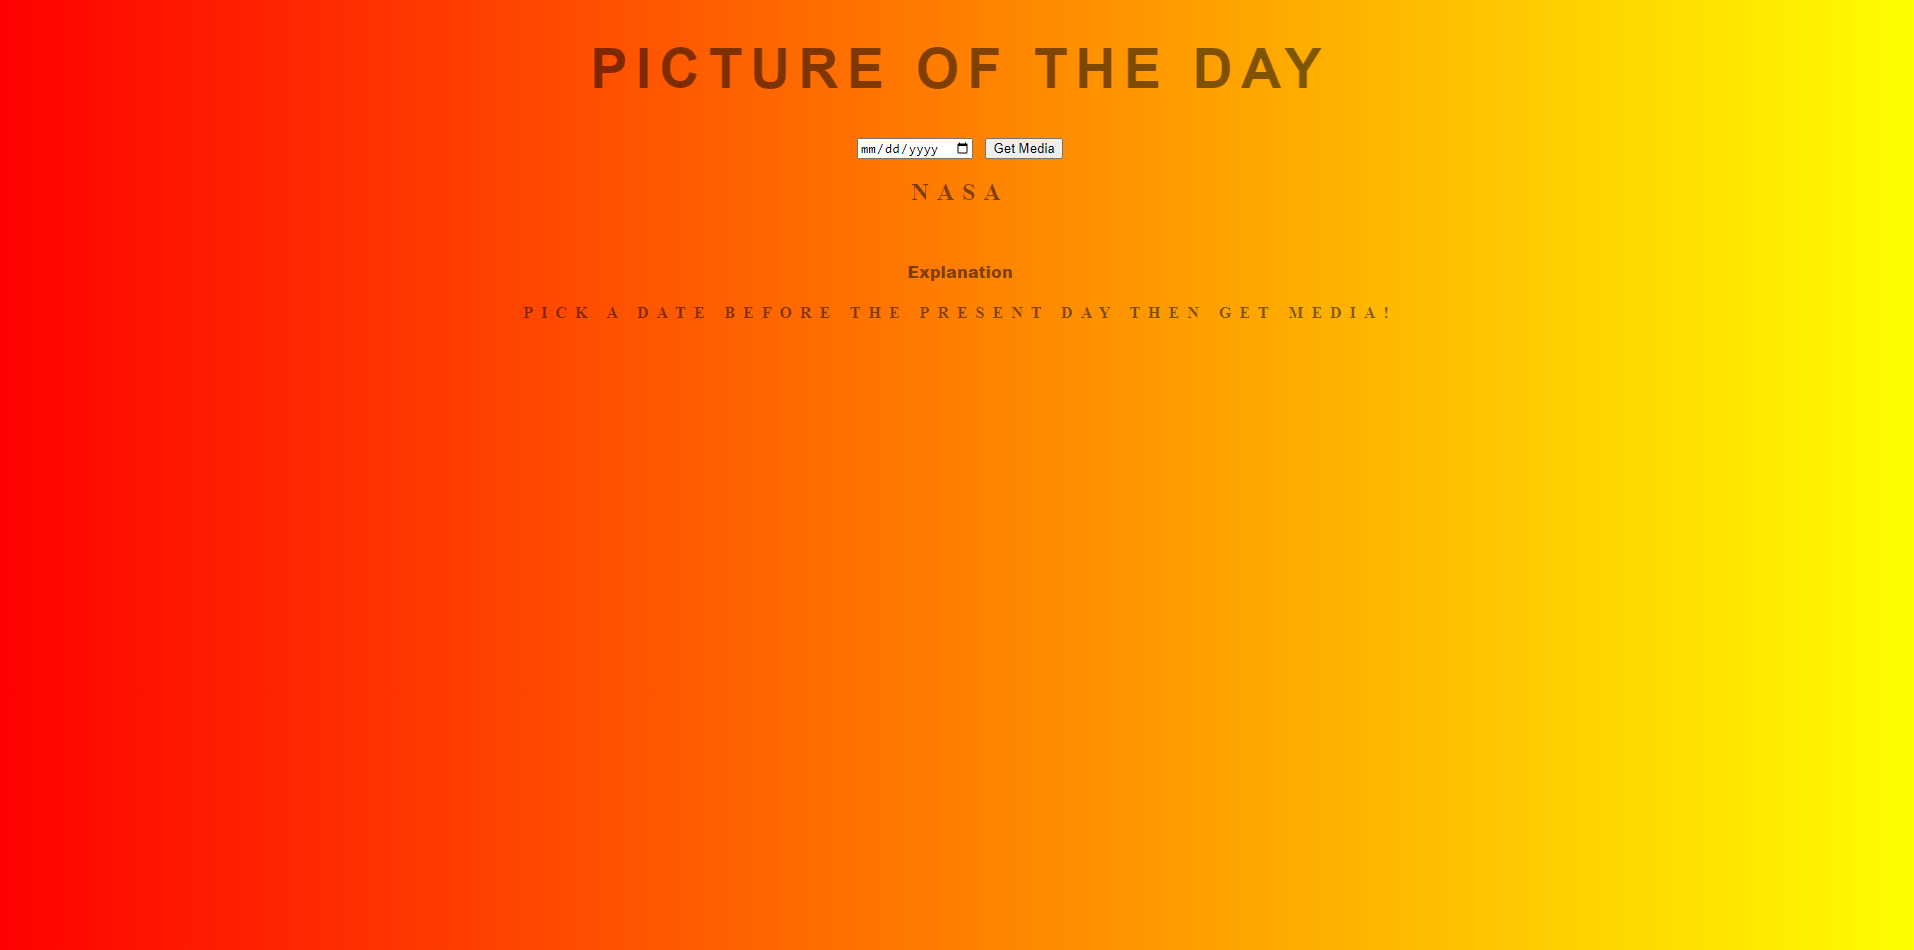 PICTURE OF THE DAY
mm/dd/yyyy Get Media
NASA
Explanation
PICK A DATE BEFORE THE PRESENT DAY THEN GET MEDIA!